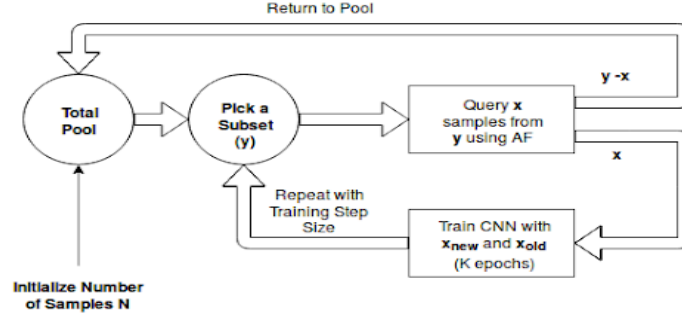 Return to Pool
Total
Pool
Pick a
Subset
(y)
Query x
samples from
y using AF
y -x
x
Repeat with
Training Step
Size
Train CNN with
xnew and xold
(K epochs)
Initialize Number
of Samples N